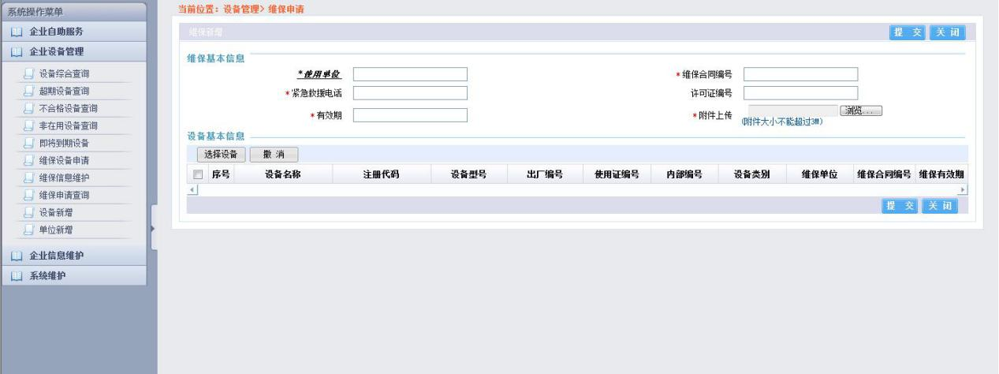 系统操作菜单
企业自助服务
企业设备管理
设备综合查询
超期设备查询
不合格设备查询
非在用设备查询
即将到期设备
维保设备申请
维保信息维护
维保申请查询
设备新增
单位新增
企业信息维护
系统维护
当前位置：设备管理> 维保申请
维保新增 提 交 关 闭
维保基本信息
*使用单位 *维保合同编号
*紧急救援电话 许可证编号
*有效期 *附件上传 浏览...
(附件大小不能超过3M)
设备基本信息
选择设备 撤 消
序号 设备名称 注册代码 设备型号 出厂编号 使用证编号 内部编号 设备类别 维保单位 维保合同编号 维保有效期
提 交 关 闭